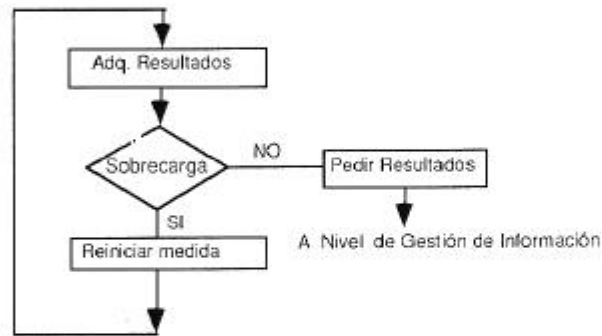 Adq. Resultados
Sobrecarga
NO
Pedir Resultados
SI
A Nivel de Gestión de Información
Reiniciar medida